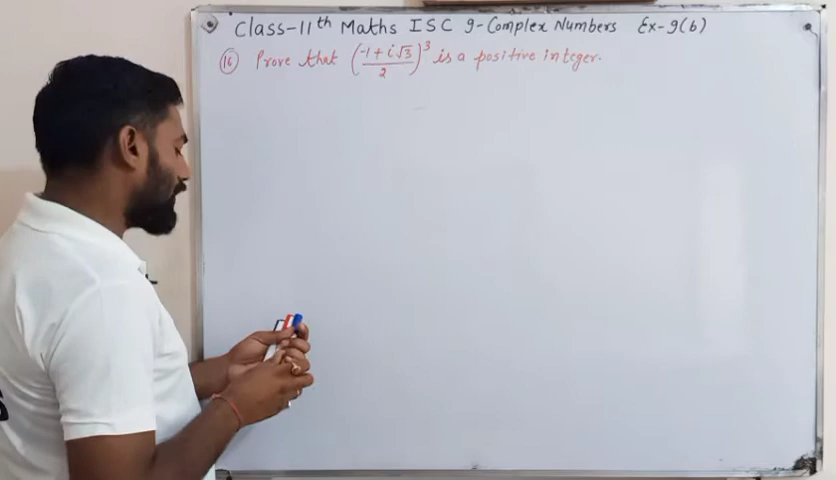 Class-11th Maths ISC 9-Complex Numbers Ex-9(b)
(16) Prove that ((-1+i√3)/2)^3 is a positive integer.